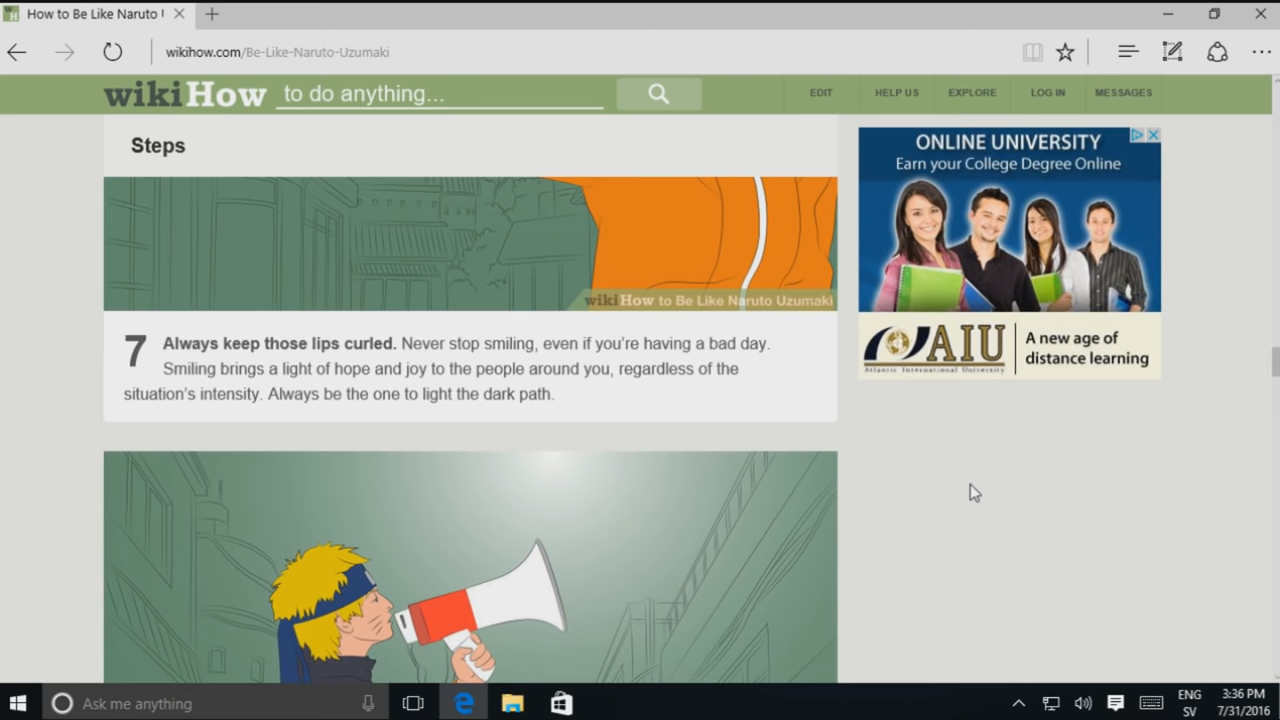 How to Be Like Naruto
wikihow.com/Be-Like-Naruto-Uzumaki
wikiHow to do anything...
EDIT
HELP US
EXPLORE
LOG IN
MESSAGES
Steps
wikiHow to Be Like Naruto Uzumaki
7 Always keep those lips curled. Never stop smiling, even if you're having a bad day.
Smiling brings a light of hope and joy to the people around you, regardless of the
situation's intensity. Always be the one to light the dark path.
ONLINE UNIVERSITY
Earn your College Degree Online
AIU
Atlantic International University
A new age of
distance learning
Ask me anything
ENG
SV
3:36 PM
7/31/2016